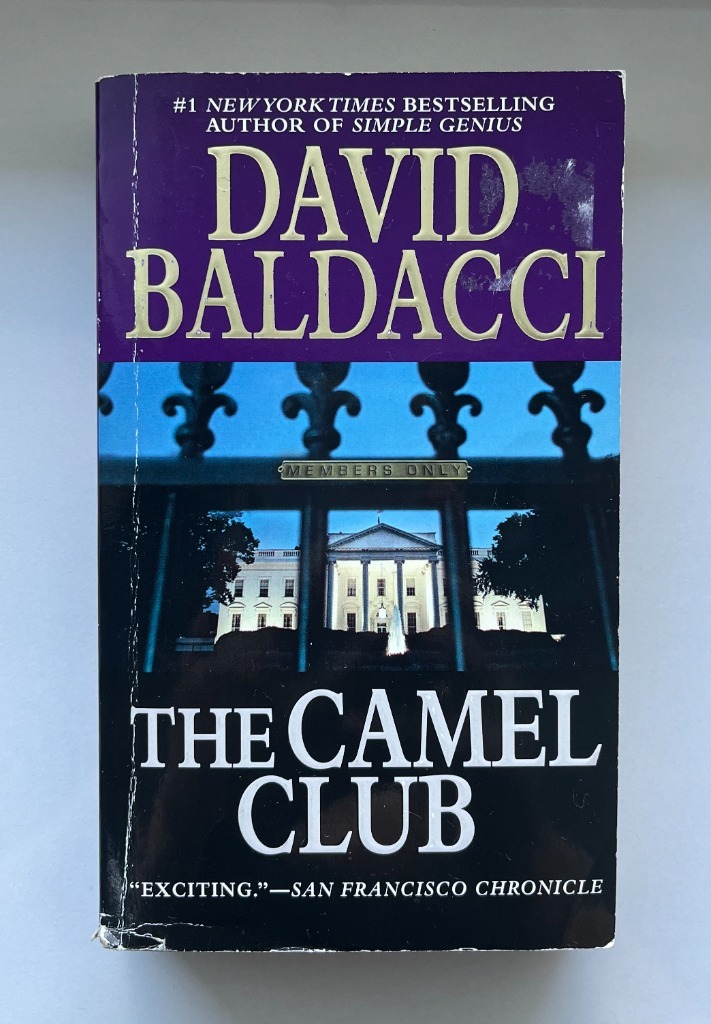 #1 NEW YORK TIMES BESTSELLING
AUTHOR OF SIMPLE GENIUS
DAVID
BALDACCI
MEMBERS ONLY
THE CAMEL
CLUB
“EXCITING.”—SAN FRANCISCO CHRONICLE